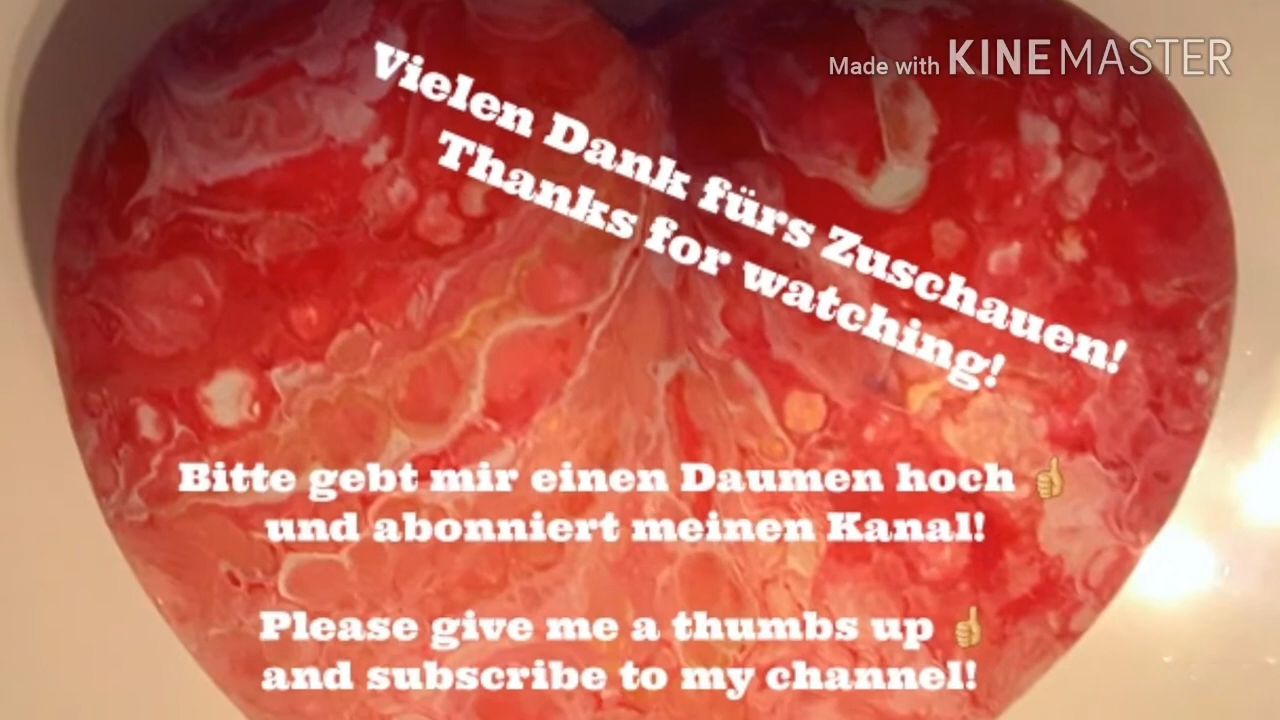 Made with KINEMASTER
Vielen Dank fürs Zuschauen!
Thanks for watching!
Bitte gebt mir einen Daumen hoch 👍
und abonniert meinen Kanal!
Please give me a thumbs up 👍
and subscribe to my channel!